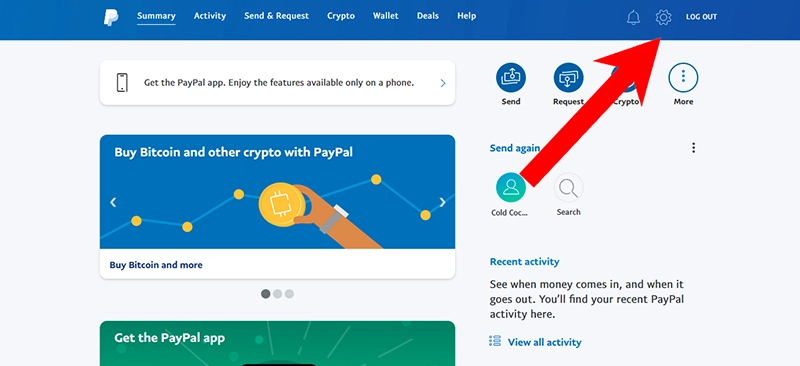 Summary Activity Send & Request Crypto Wallet Deals Help LOG OUT
Get the PayPal app. Enjoy the features available only on a phone.
Send Request Crypto More
Buy Bitcoin and other crypto with PayPal
Buy Bitcoin and more
Send again
Cold Coc... Search
Recent activity
See when money comes in, and when it
goes out. You'll find your recent PayPal
activity here.
View all activity
Get the PayPal app